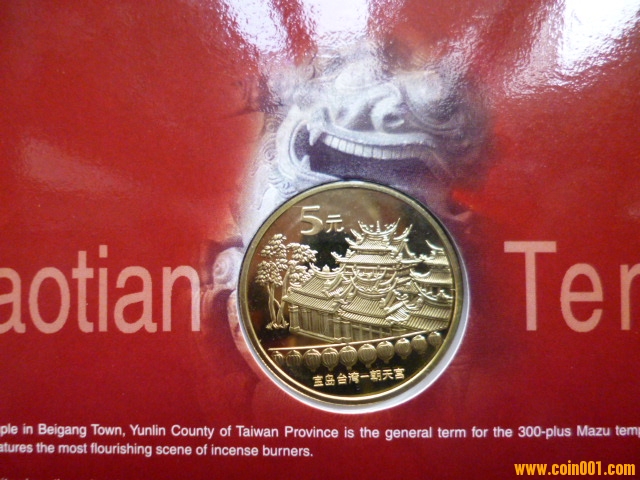 5元
aotian Te
宝岛台湾—朝天宫
ple in Beigang Town, Yunlin County of Taiwan Province is the general term for the 300-plus Mazu temp
atures the most flourishing scene of incense burners.
www.coin001.com